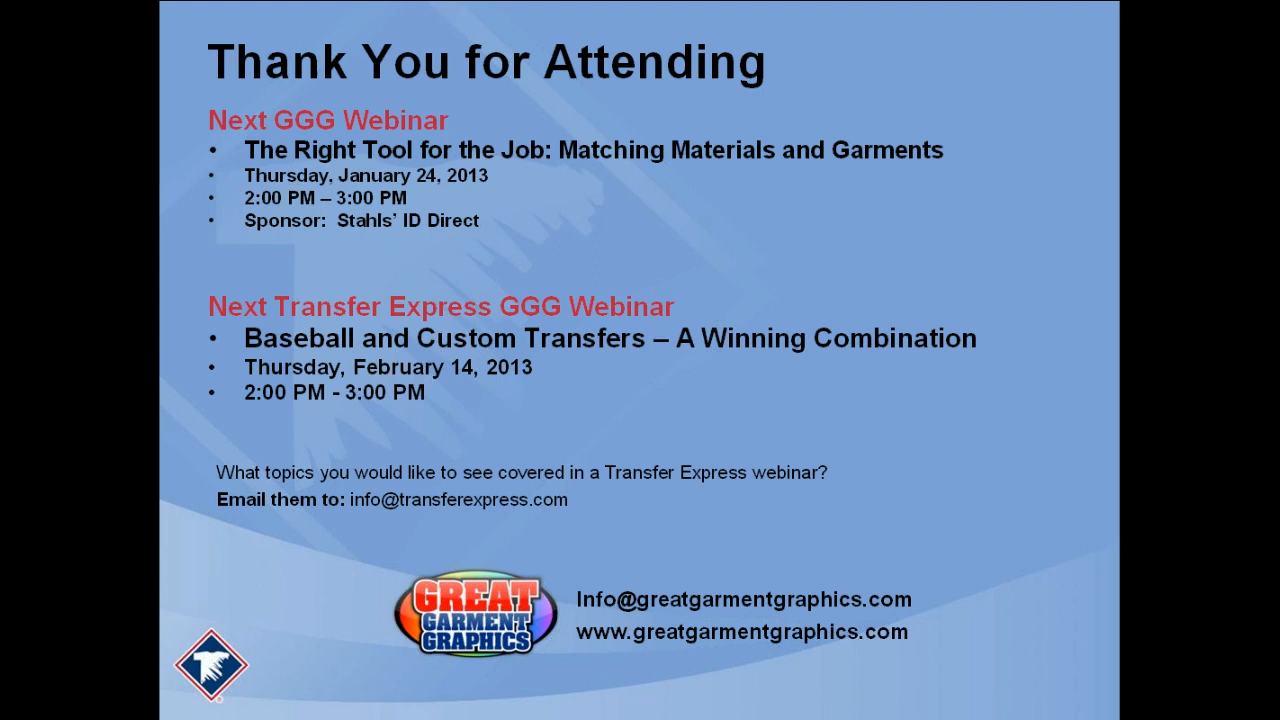 Thank You for Attending
Next GGG Webinar
• The Right Tool for the Job: Matching Materials and Garments
• Thursday, January 24, 2013
• 2:00 PM – 3:00 PM
• Sponsor:  Stahls’ ID Direct
Next Transfer Express GGG Webinar
• Baseball and Custom Transfers – A Winning Combination
• Thursday, February 14, 2013
• 2:00 PM - 3:00 PM
What topics you would like to see covered in a Transfer Express webinar?
Email them to: info@transferexpress.com
GREAT
GARMENT
GRAPHICS
Info@greatgarmentgraphics.com
www.greatgarmentgraphics.com